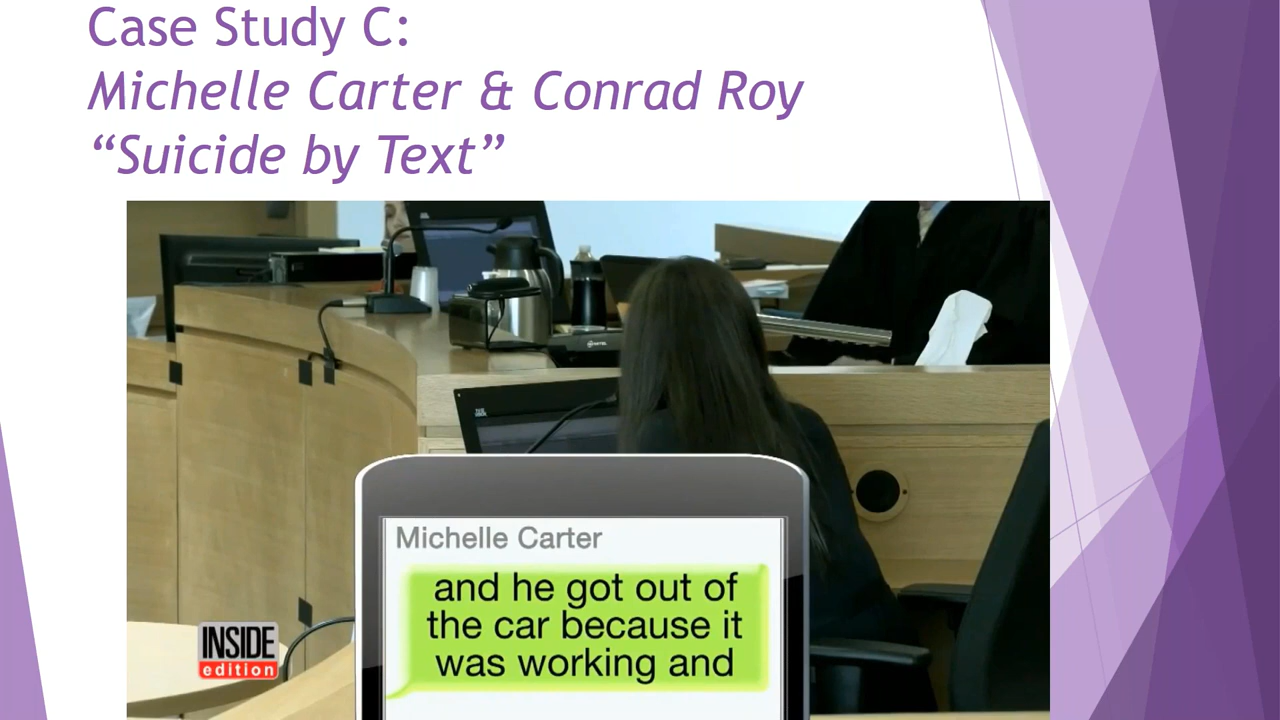 Case Study C:
Michelle Carter & Conrad Roy
“Suicide by Text”
Michelle Carter
and he got out of
the car because it
was working and
INSIDE
edition